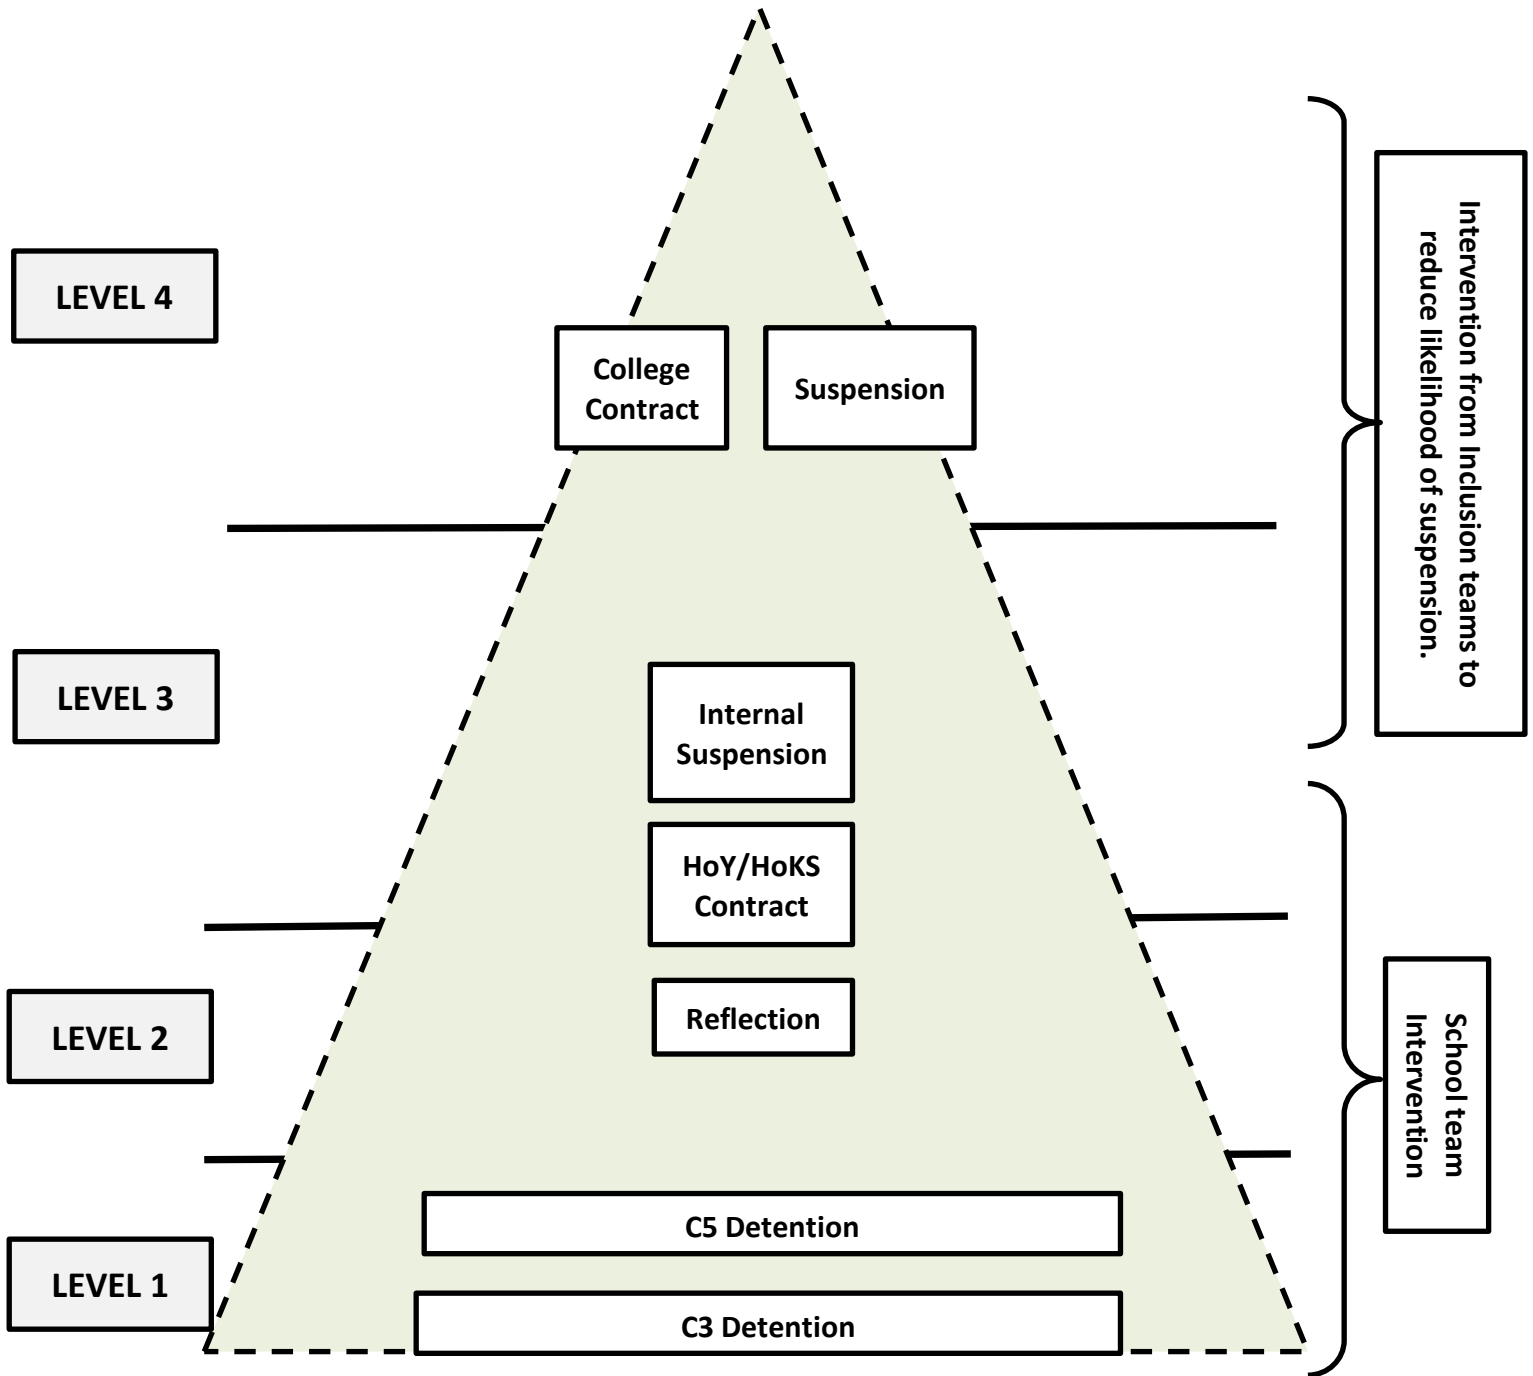 LEVEL 4
College
Contract
Suspension
Intervention from Inclusion teams to
reduce likelihood of suspension.
LEVEL 3
Internal
Suspension
HoY/HoKS
Contract
LEVEL 2
Reflection
School team
Intervention
C5 Detention
LEVEL 1
C3 Detention